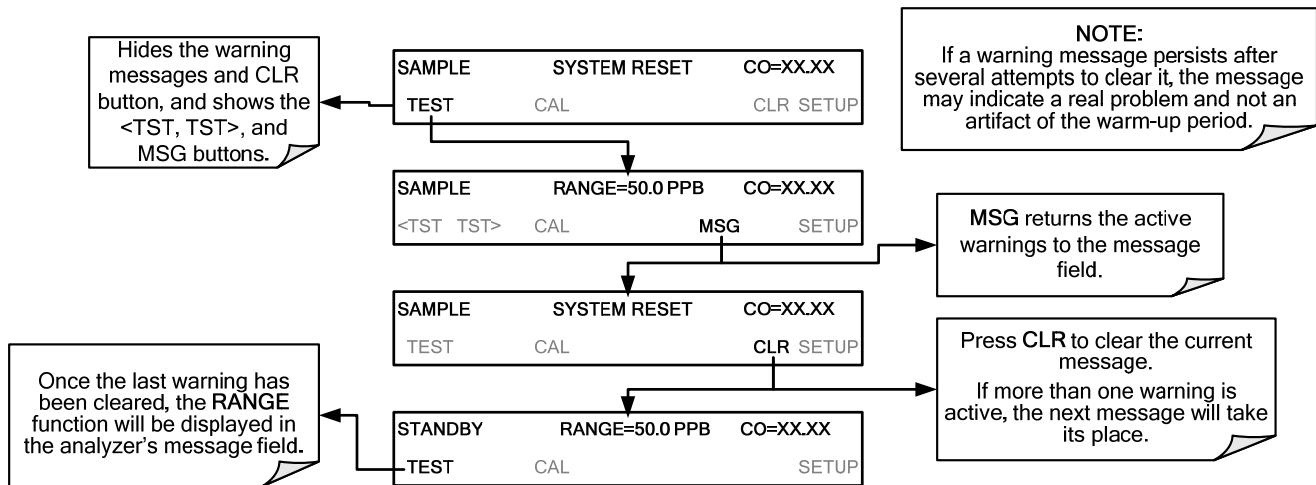 Hides the warning
messages and CLR
button, and shows the
<TST, TST>, and
MSG buttons.
SAMPLE SYSTEM RESET CO=XX.XX
TEST CAL CLR SETUP
NOTE:
If a warning message persists after
several attempts to clear it, the message
may indicate a real problem and not an
artifact of the warm-up period.
SAMPLE RANGE=50.0 PPB CO=XX.XX
<TST TST> CAL MSG SETUP
MSG returns the active
warnings to the message
field.
SAMPLE SYSTEM RESET CO=XX.XX
TEST CAL CLR SETUP
Press CLR to clear the current
message.
If more than one warning is
active, the next message will take
its place.
Once the last warning has
been cleared, the RANGE
function will be displayed in
the analyzer's message field.
STANDBY RANGE=50.0 PPB CO=XX.XX
TEST CAL SETUP